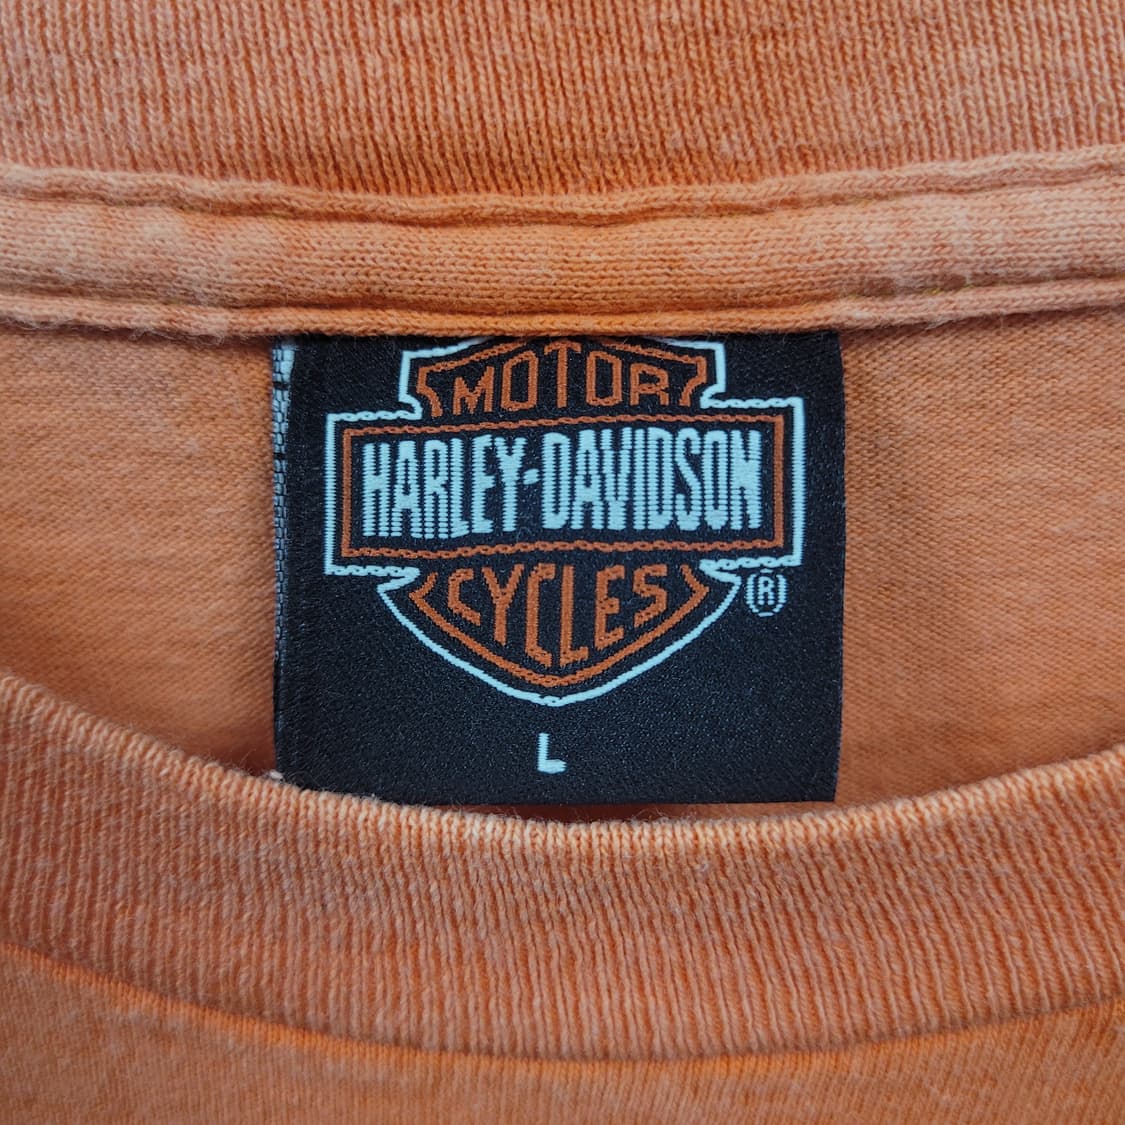 MOTOR
HARLEY-DAVIDSON
CYCLES
®
L